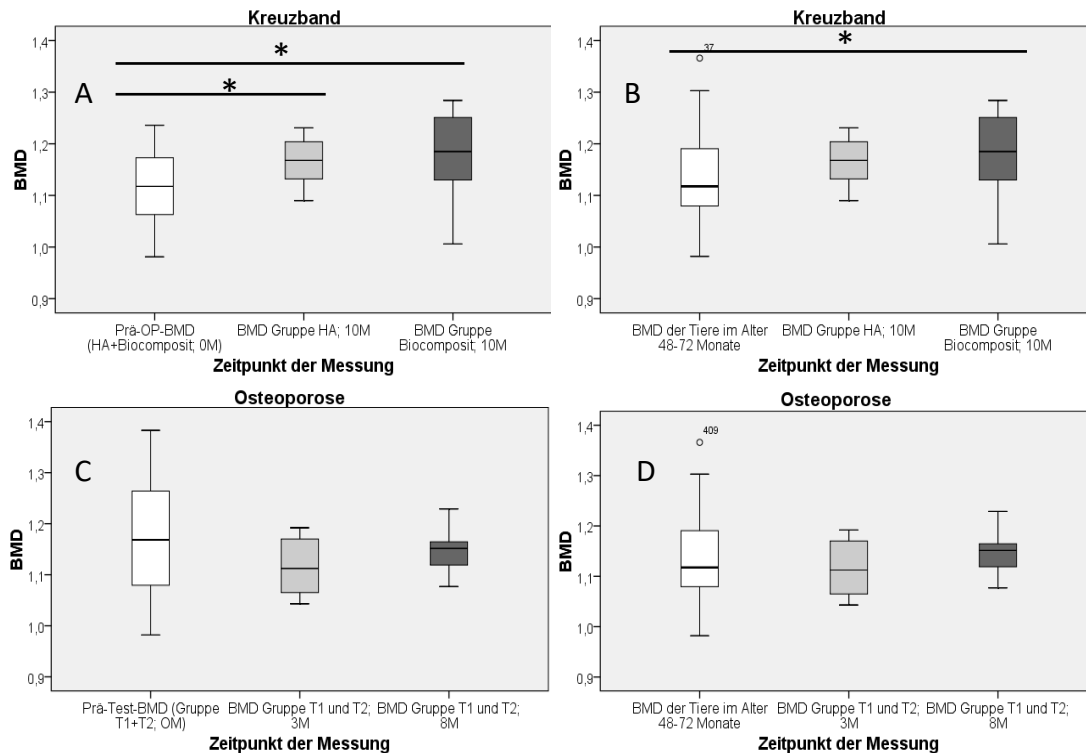 Kreuzband
1,4
1,3
1,2
1,1
1,0
0,9
BMD
A
*
*
Prä-OP-BMD
(HA+Biocomposit; 0M)
BMD Gruppe HA; 10M
BMD Gruppe
Biocomposit; 10M
Zeitpunkt der Messung
Kreuzband
1,4
1,3
1,2
1,1
1,0
0,9
BMD
B
37
*
BMD der Tiere im Alter
48-72 Monate
BMD Gruppe HA; 10M
BMD Gruppe
Biocomposit; 10M
Zeitpunkt der Messung
Osteoporose
1,4
1,3
1,2
1,1
1,0
0,9
BMD
C
Prä-Test-BMD (Gruppe
T1+T2; OM)
BMD Gruppe T1 und T2;
3M
BMD Gruppe T1 und T2;
8M
Zeitpunkt der Messung
Osteoporose
1,4
1,3
1,2
1,1
1,0
0,9
BMD
D
409
BMD der Tiere im Alter
48-72 Monate
BMD Gruppe T1 und T2;
3M
BMD Gruppe T1 und T2;
8M
Zeitpunkt der Messung